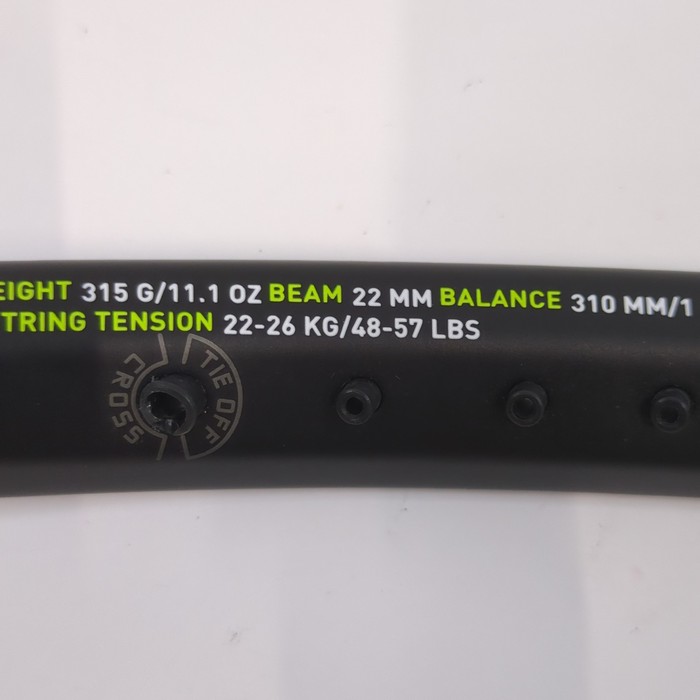 EIGHT 315 G/11.1 OZ BEAM 22 MM BALANCE 310 MM/1
TRING TENSION 22-26 KG/48-57 LBS
TIE OFF
CROSS